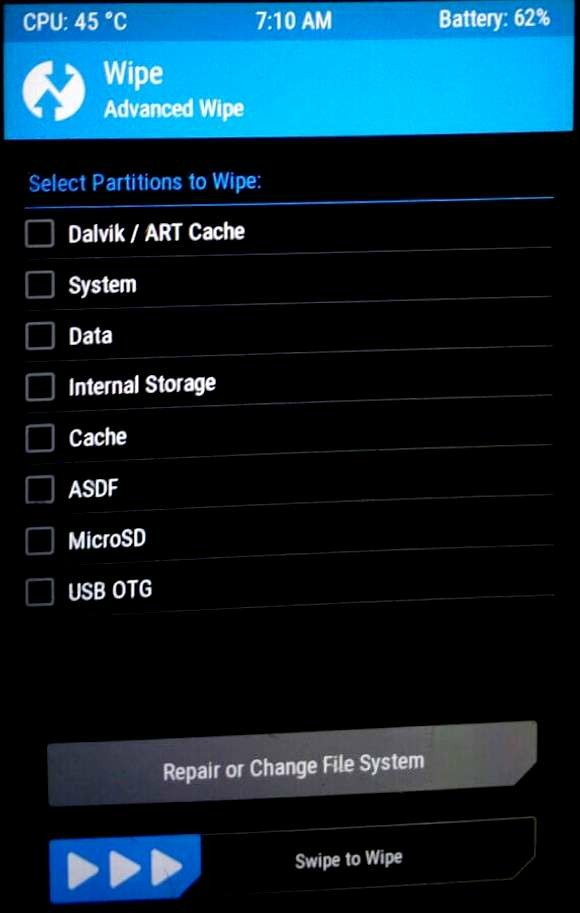 CPU: 45 °C 7:10 AM Battery: 62%
Wipe
Advanced Wipe
Select Partitions to Wipe:
Dalvik / ART Cache
System
Data
Internal Storage
Cache
ASDF
MicroSD
USB OTG
Repair or Change File System
Swipe to Wipe